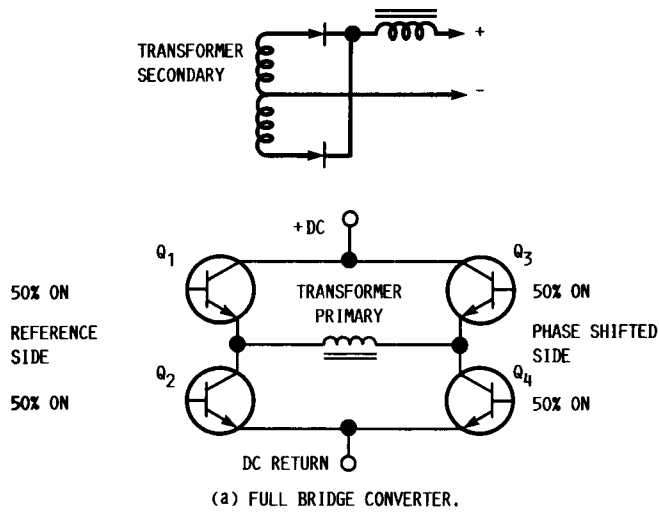 TRANSFORMER
SECONDARY
+
-
+DC
Q1
Q3
50% ON
TRANSFORMER
PRIMARY
50% ON
REFERENCE
SIDE
PHASE SHIFTED
SIDE
Q2
Q4
50% ON
50% ON
DC RETURN
(a) FULL BRIDGE CONVERTER.